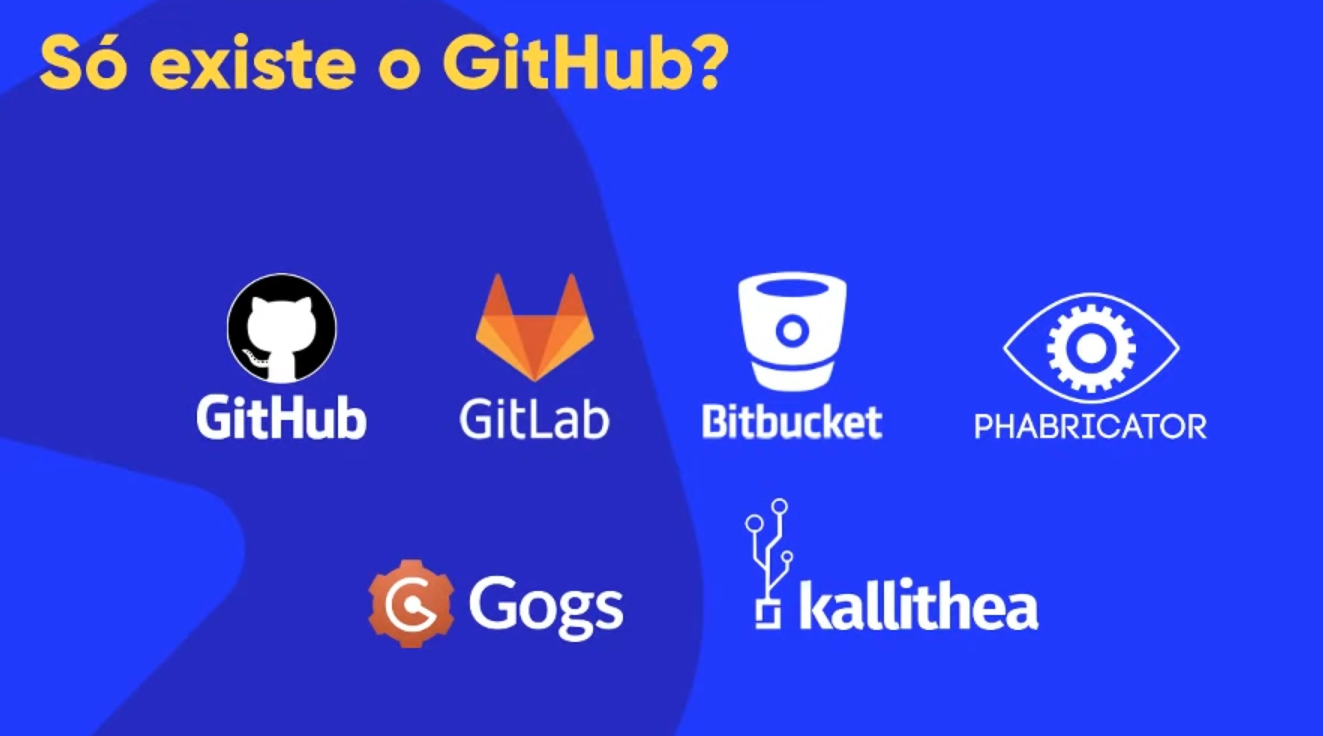 Só existe o GitHub?
GitHub
GitLab
Bitbucket
PHABRICATOR
Gogs
kallithea